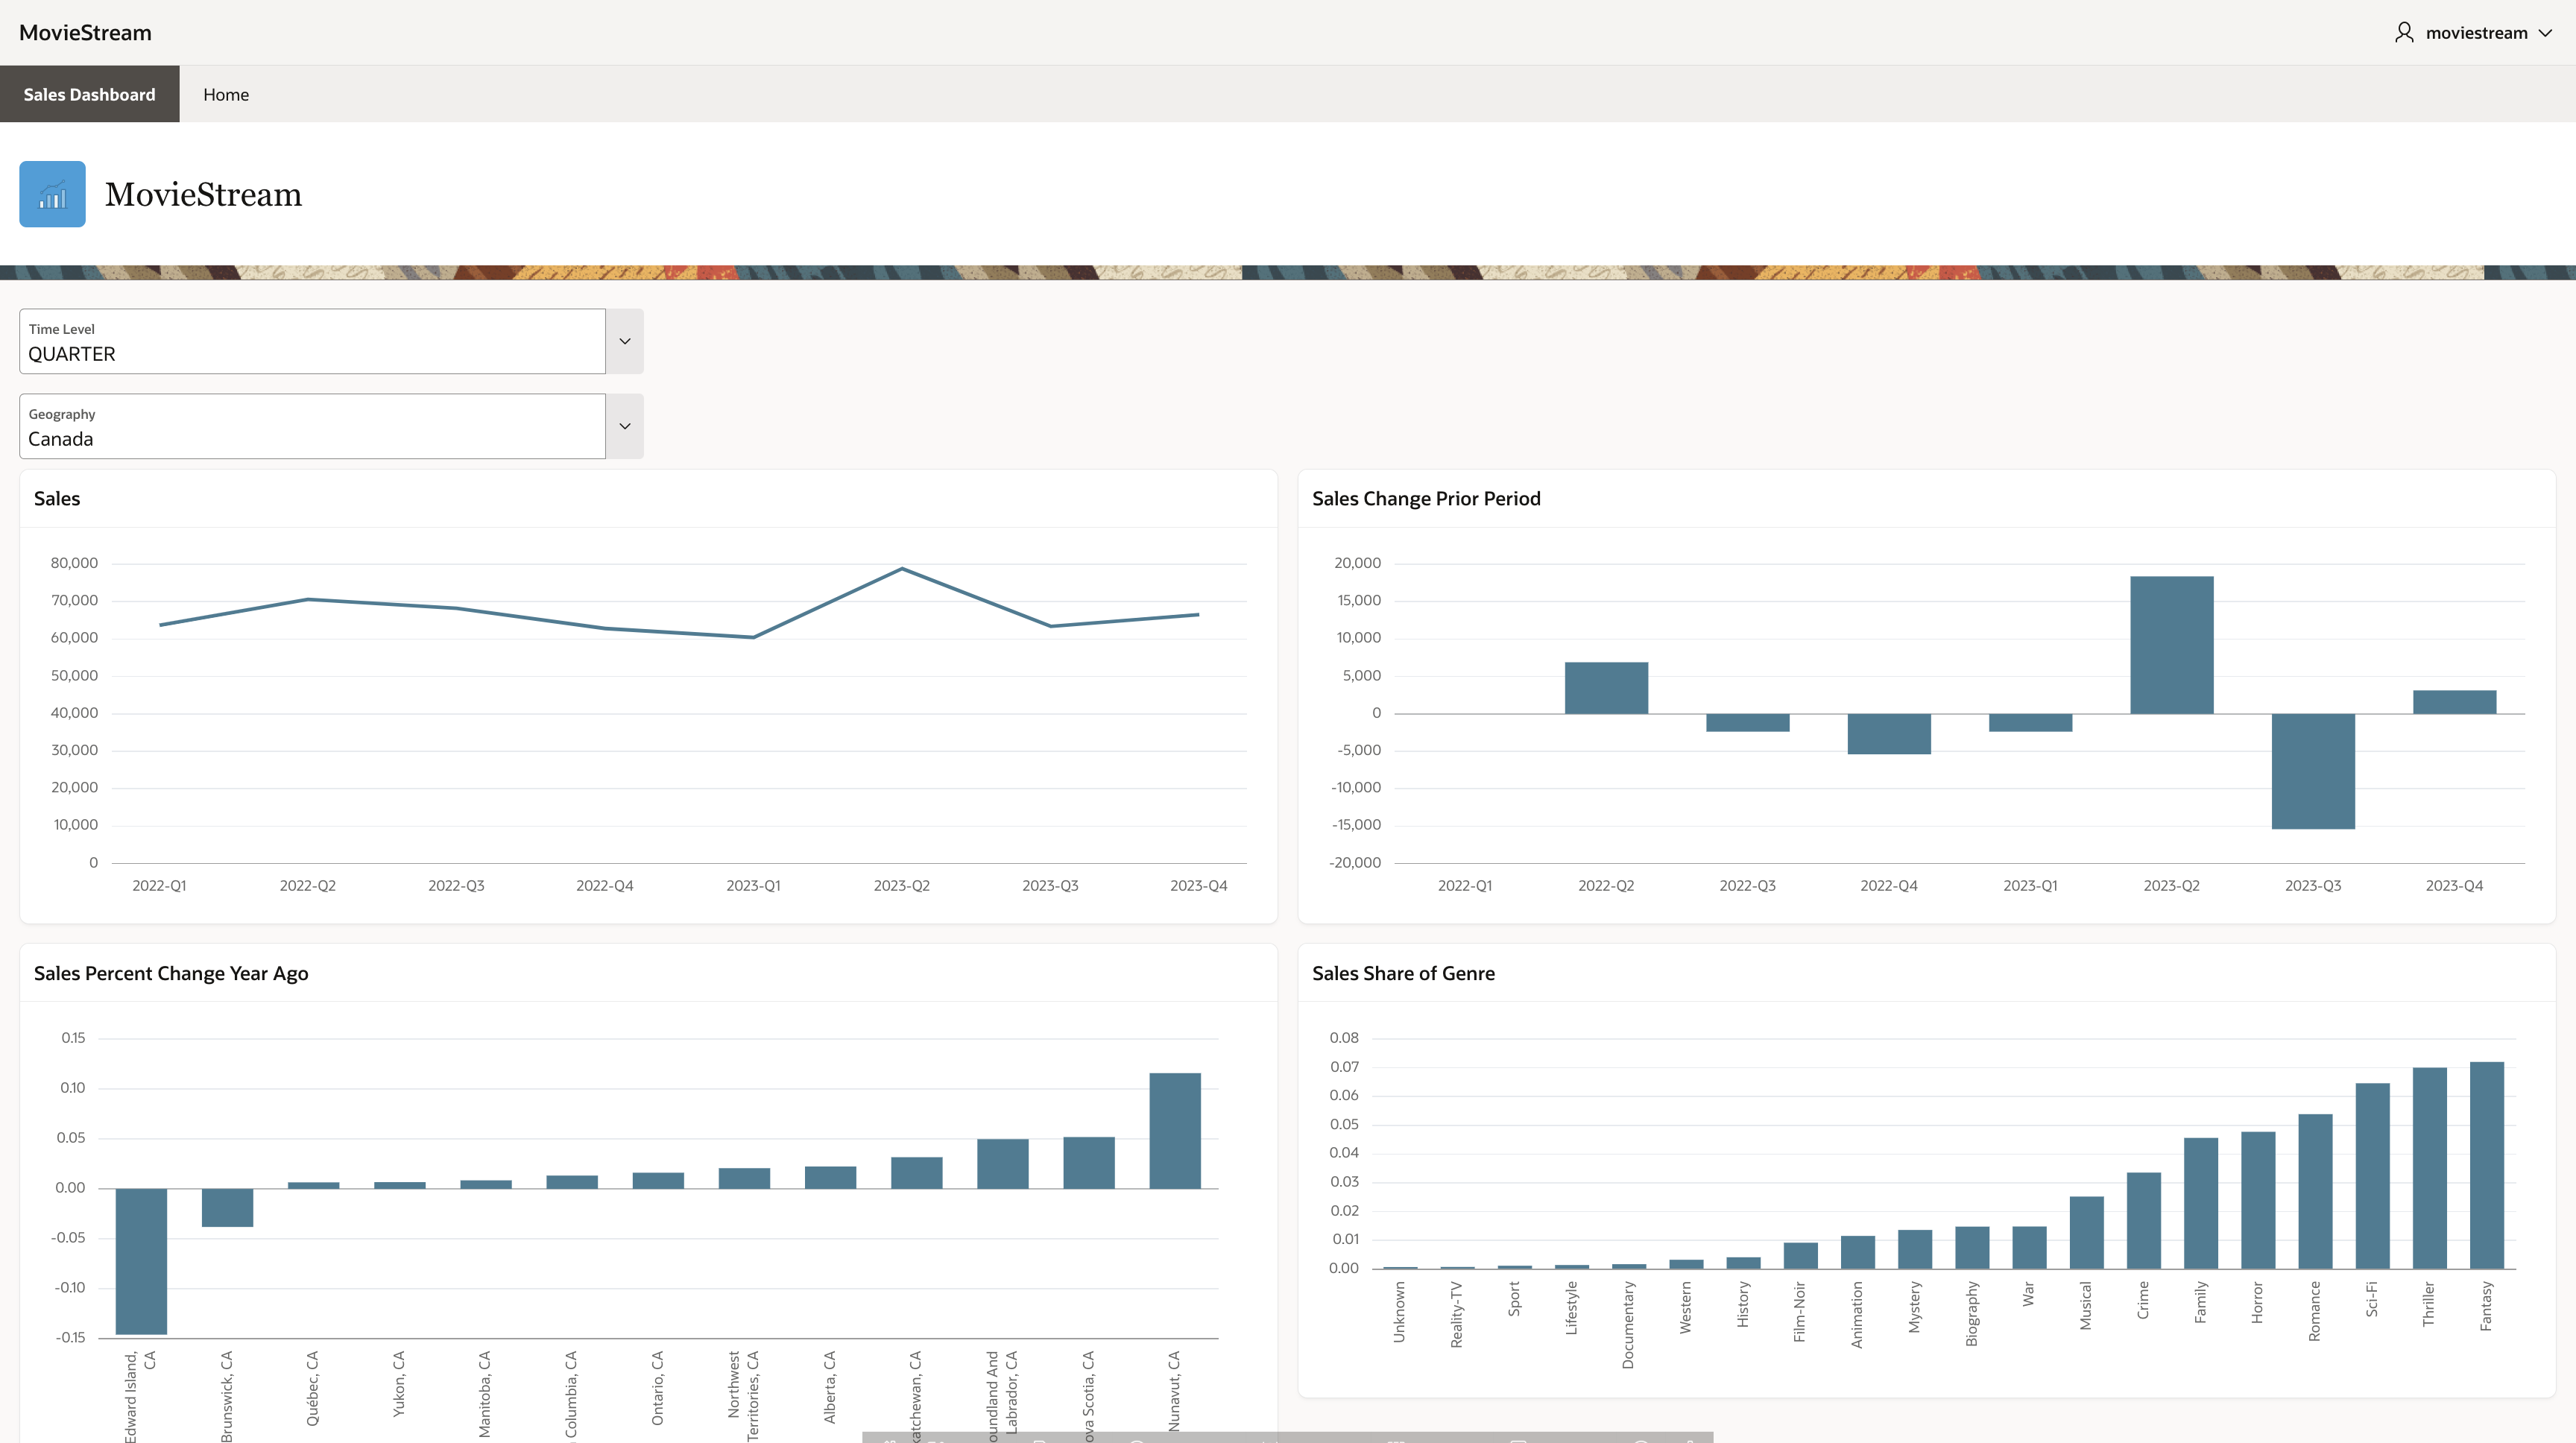 MovieStream
moviestream
Sales Dashboard
Home
MovieStream
Time Level
QUARTER
Geography
Canada
Sales
80,000
70,000
60,000
50,000
40,000
30,000
20,000
10,000
0
2022-Q1
2022-Q2
2022-Q3
2022-Q4
2023-Q1
2023-Q2
2023-Q3
2023-Q4
Sales Change Prior Period
20,000
15,000
10,000
5,000
0
-5,000
-10,000
-15,000
-20,000
2022-Q1
2022-Q2
2022-Q3
2022-Q4
2023-Q1
2023-Q2
2023-Q3
2023-Q4
Sales Percent Change Year Ago
0.15
0.10
0.05
0.00
-0.05
-0.10
-0.15
Edward Island,
CA
Brunswick, CA
Québec, CA
Yukon, CA
Manitoba, CA
Columbia, CA
Ontario, CA
Northwest
Territories, CA
Alberta, CA
katchewan, CA
oundland And
Labrador, CA
ova Scotia, CA
Nunavut, CA
Sales Share of Genre
0.08
0.07
0.06
0.05
0.04
0.03
0.02
0.01
0.00
Unknown
Reality-TV
Sport
Lifestyle
Documentary
Western
History
Film-Noir
Animation
Mystery
Biography
War
Musical
Crime
Family
Horror
Romance
Sci-Fi
Thriller
Fantasy